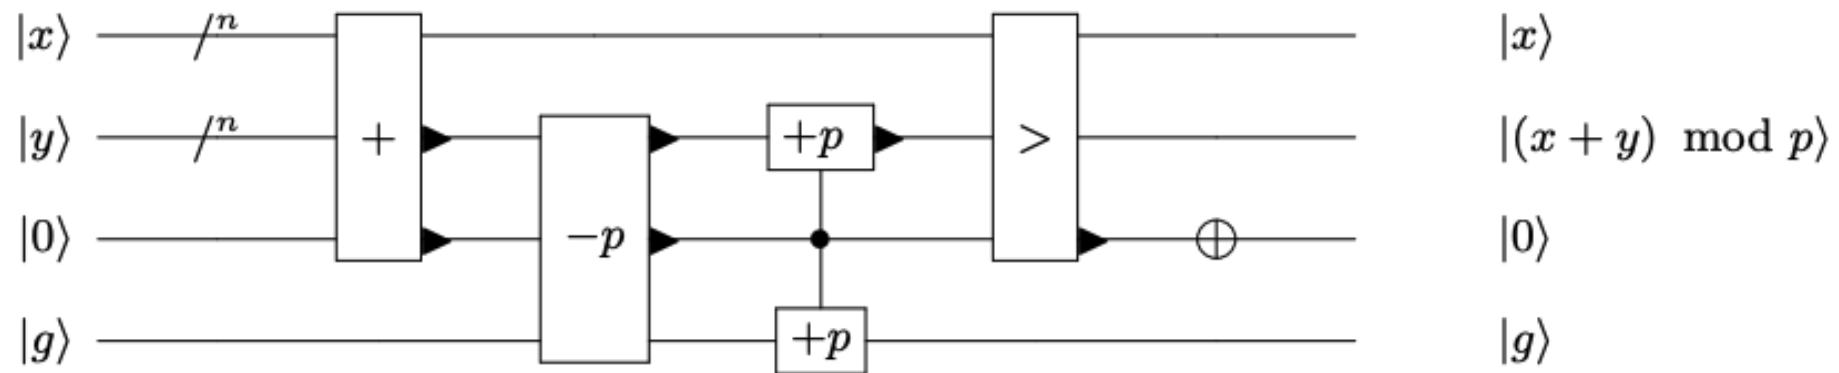 |x⟩ n |x⟩
|y⟩ n + +p > |(x + y) mod p⟩
|0⟩ −p |0⟩
|g⟩ +p |g⟩